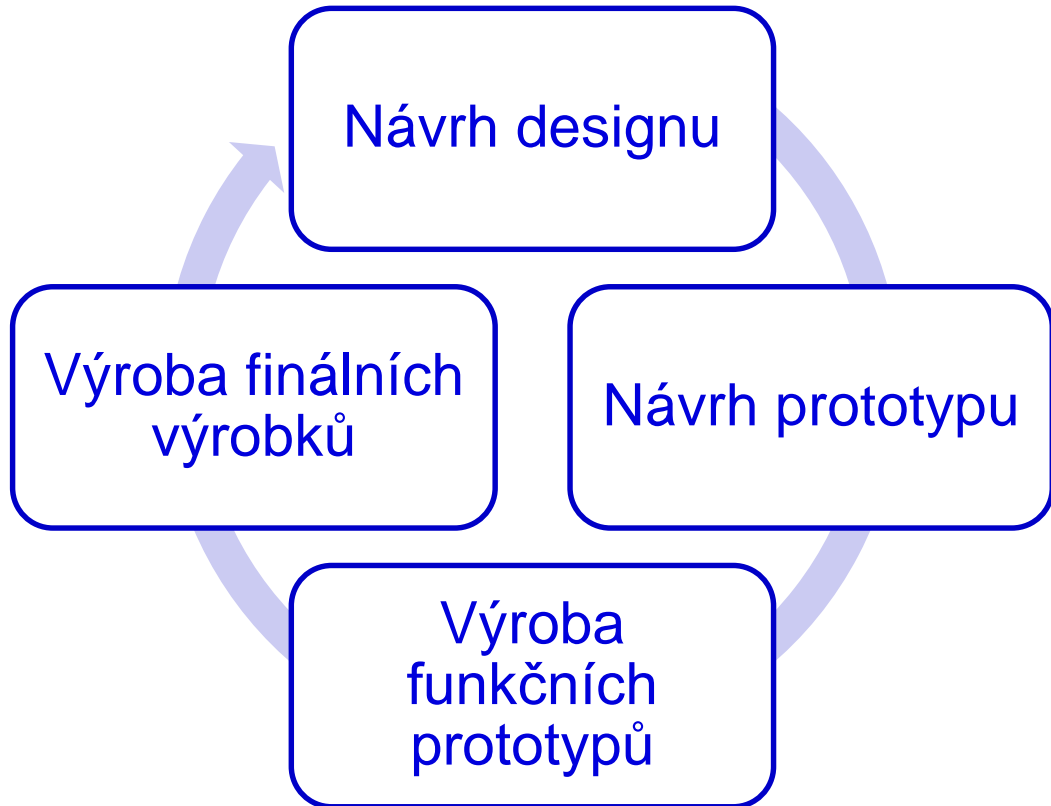 Návrh designu
Návrh prototypu
Výroba
funkčních
prototypů
Výroba finálních
výrobků